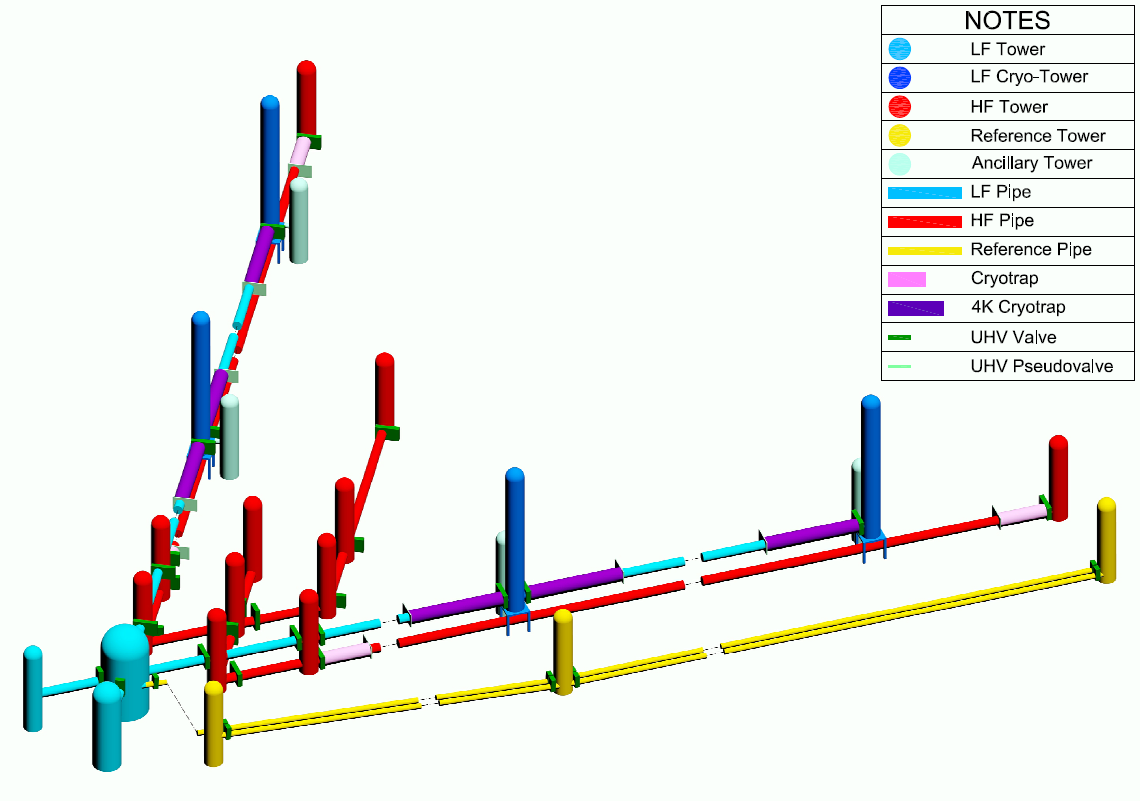 NOTES
LF Tower
LF Cryo-Tower
HF Tower
Reference Tower
Ancillary Tower
LF Pipe
HF Pipe
Reference Pipe
Cryotrap
4K Cryotrap
UHV Valve
UHV Pseudovalve